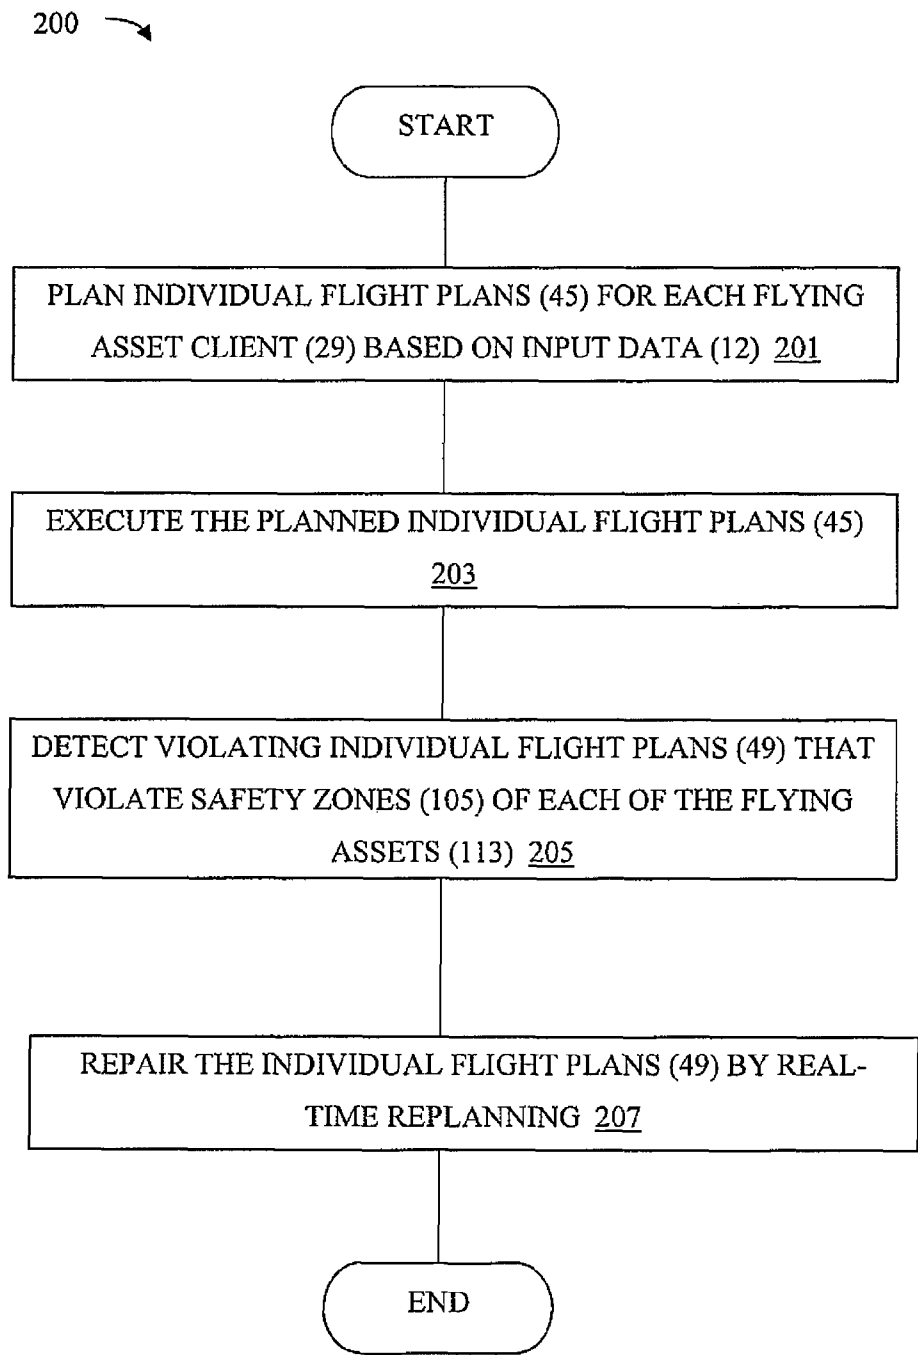 200
START
PLAN INDIVIDUAL FLIGHT PLANS (45) FOR EACH FLYING
ASSET CLIENT (29) BASED ON INPUT DATA (12) 201
EXECUTE THE PLANNED INDIVIDUAL FLIGHT PLANS (45)
203
DETECT VIOLATING INDIVIDUAL FLIGHT PLANS (49) THAT
VIOLATE SAFETY ZONES (105) OF EACH OF THE FLYING
ASSETS (113) 205
REPAIR THE INDIVIDUAL FLIGHT PLANS (49) BY REAL-
TIME REPLANNING 207
END